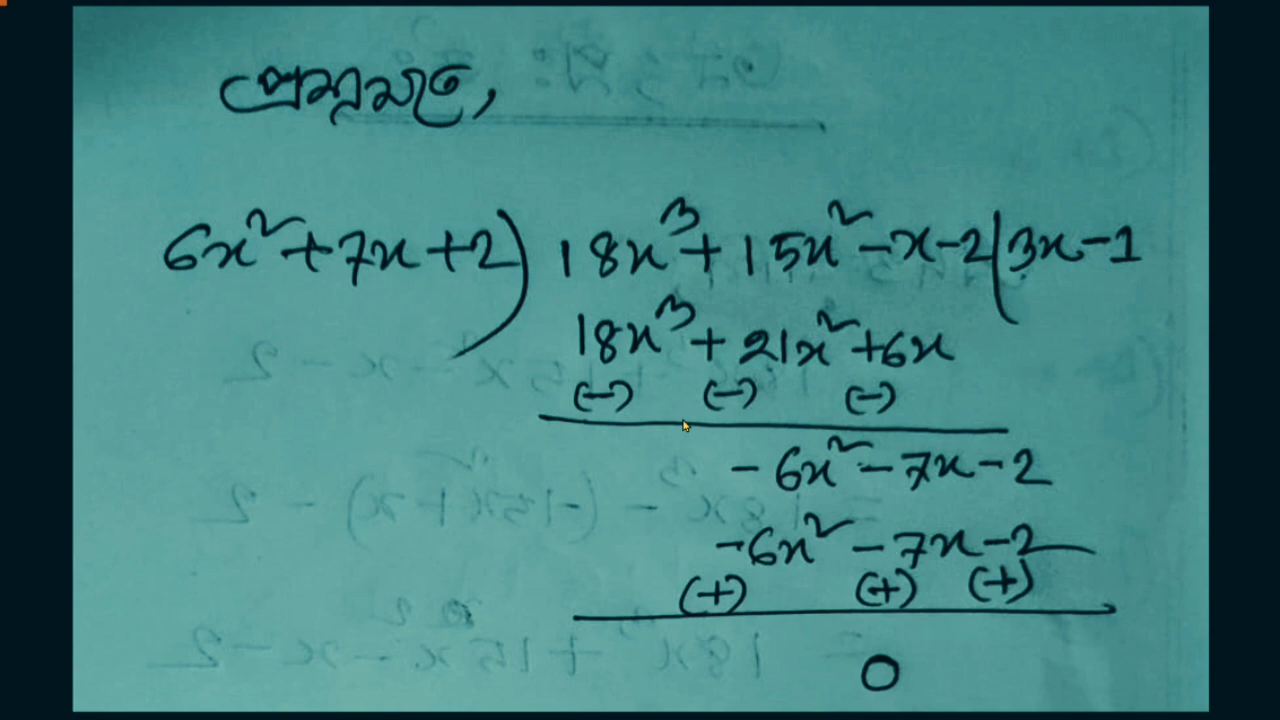 প্রশ্নমতে,
6x²+7x+2) 18x³+15x²-x-2(3x-1
18x³+21x²+6x
(-) (-) (-)
-6x²-7x-2
-6x²-7x-2
(+) (+) (+)
0